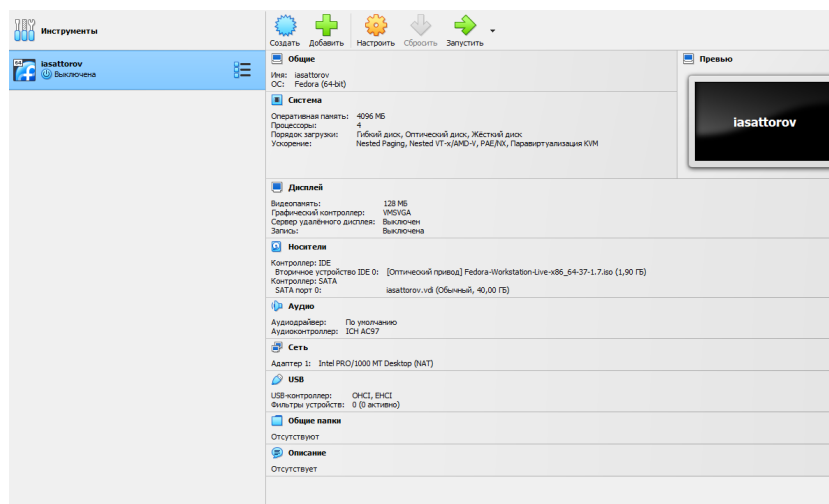 Инструменты
Создать Добавить Настроить Сбросить Запустить
64
iasattorov
Выключена
Общие
Имя: iasattorov
ОС: Fedora (64-bit)
Превью
iasattorov
Система
Оперативная память: 4096 МБ
Процессоры: 4
Порядок загрузки: Гибкий диск, Оптический диск, Жёсткий диск
Ускорение: Nested Paging, Nested VT-x/AMD-V, PAE/NX, Паравиртуализация KVM
Дисплей
Видеопамять: 128 МБ
Графический контроллер: VMSVGA
Сервер удалённого дисплея: Выключен
Запись: Выключена
Носители
Контроллер: IDE
Вторичное устройство IDE 0: [Оптический привод] Fedora-Workstation-Live-x86_64-37-1.7.iso (1,90 ГБ)
Контроллер: SATA
SATA порт 0: iasattorov.vdi (Обычный, 40,00 ГБ)
Аудио
Аудиодрайвер: По умолчанию
Аудиоконтроллер: ICH AC97
Сеть
Адаптер 1: Intel PRO/1000 MT Desktop (NAT)
USB
USB-контроллер: OHCI, EHCI
Фильтры устройств: 0 (0 активно)
Общие папки
Отсутствуют
Описание
Отсутствует